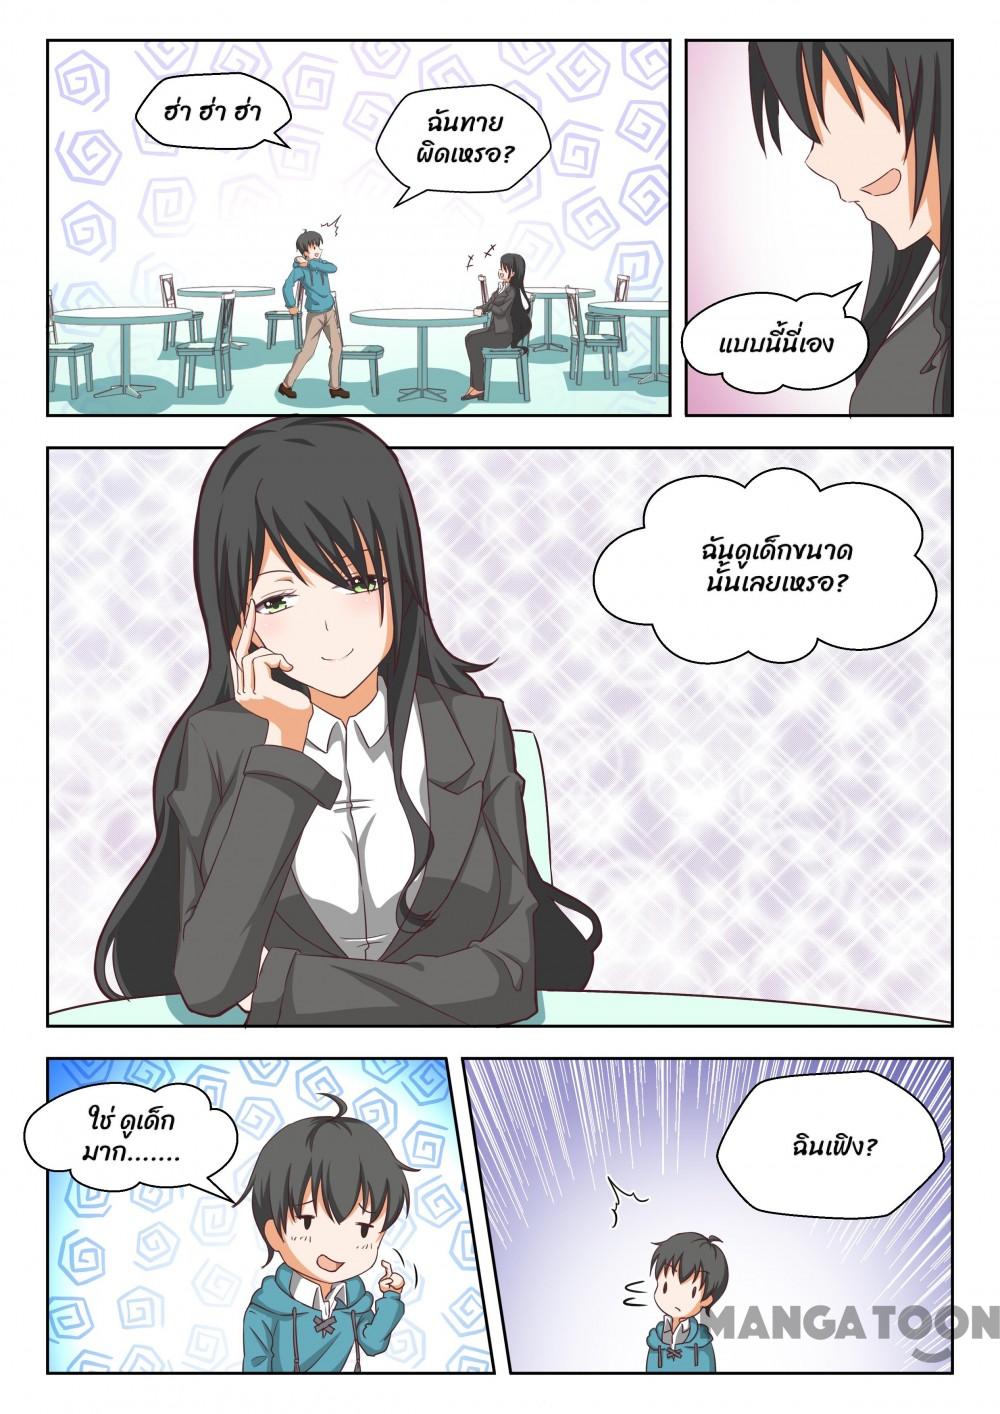 ฮ่า ฮ่า ฮ่า
ฉันทาย
ผิดเหรอ?
แบบนี้นี่เอง
ฉันดูเด็กขนาด
นั้นเลยเหรอ?
ใช่ ดูเด็ก
มาก.......
ฉินเฟิง?
MANGATOON